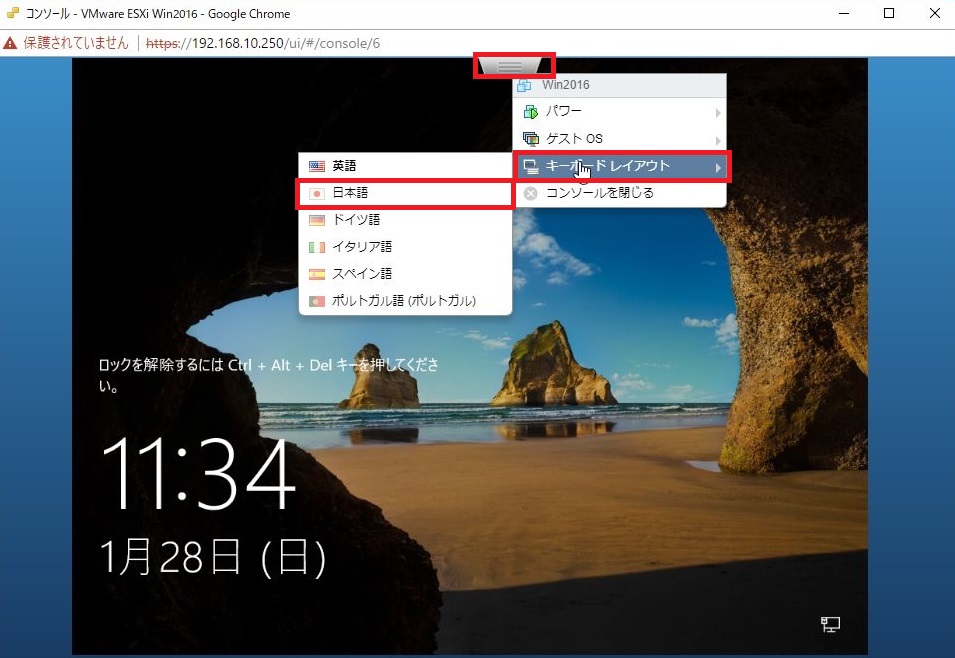 コンソール - VMware ESXi Win2016 - Google Chrome
保護されていません | https://192.168.10.250/ui/#/console/6
Win2016
パワー
ゲスト OS
キーボード レイアウト
コンソールを閉じる
英語
日本語
ドイツ語
イタリア語
スペイン語
ポルトガル語 (ポルトガル)
ロックを解除するには Ctrl + Alt + Del キーを押してくださ
い。
11:34
1月28日 (日)